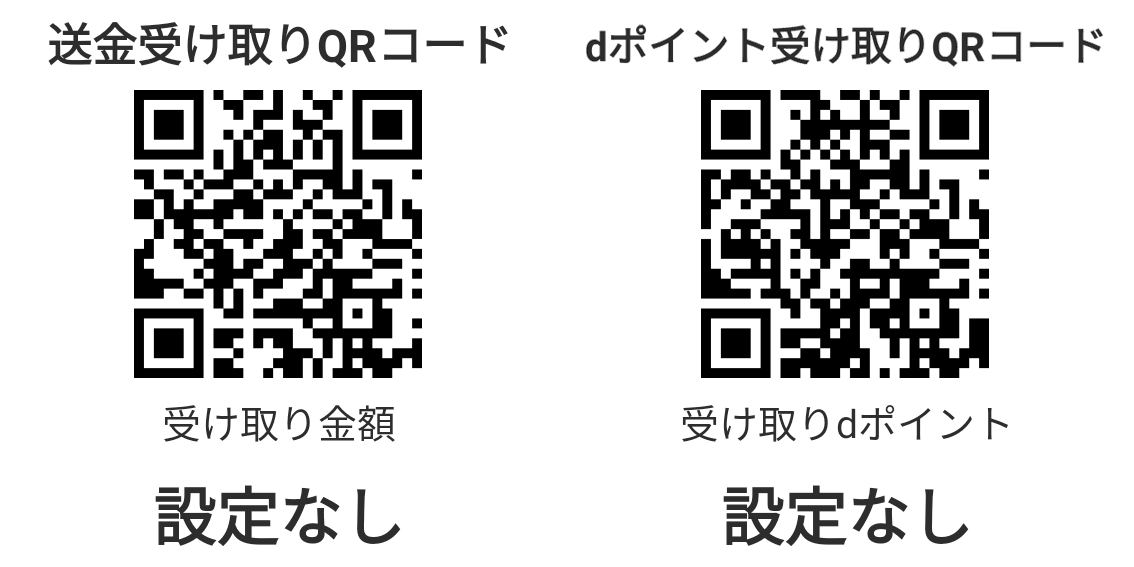 送金受け取りQRコード
dポイント受け取りQRコード
受け取り金額
受け取りdポイント
設定なし
設定なし